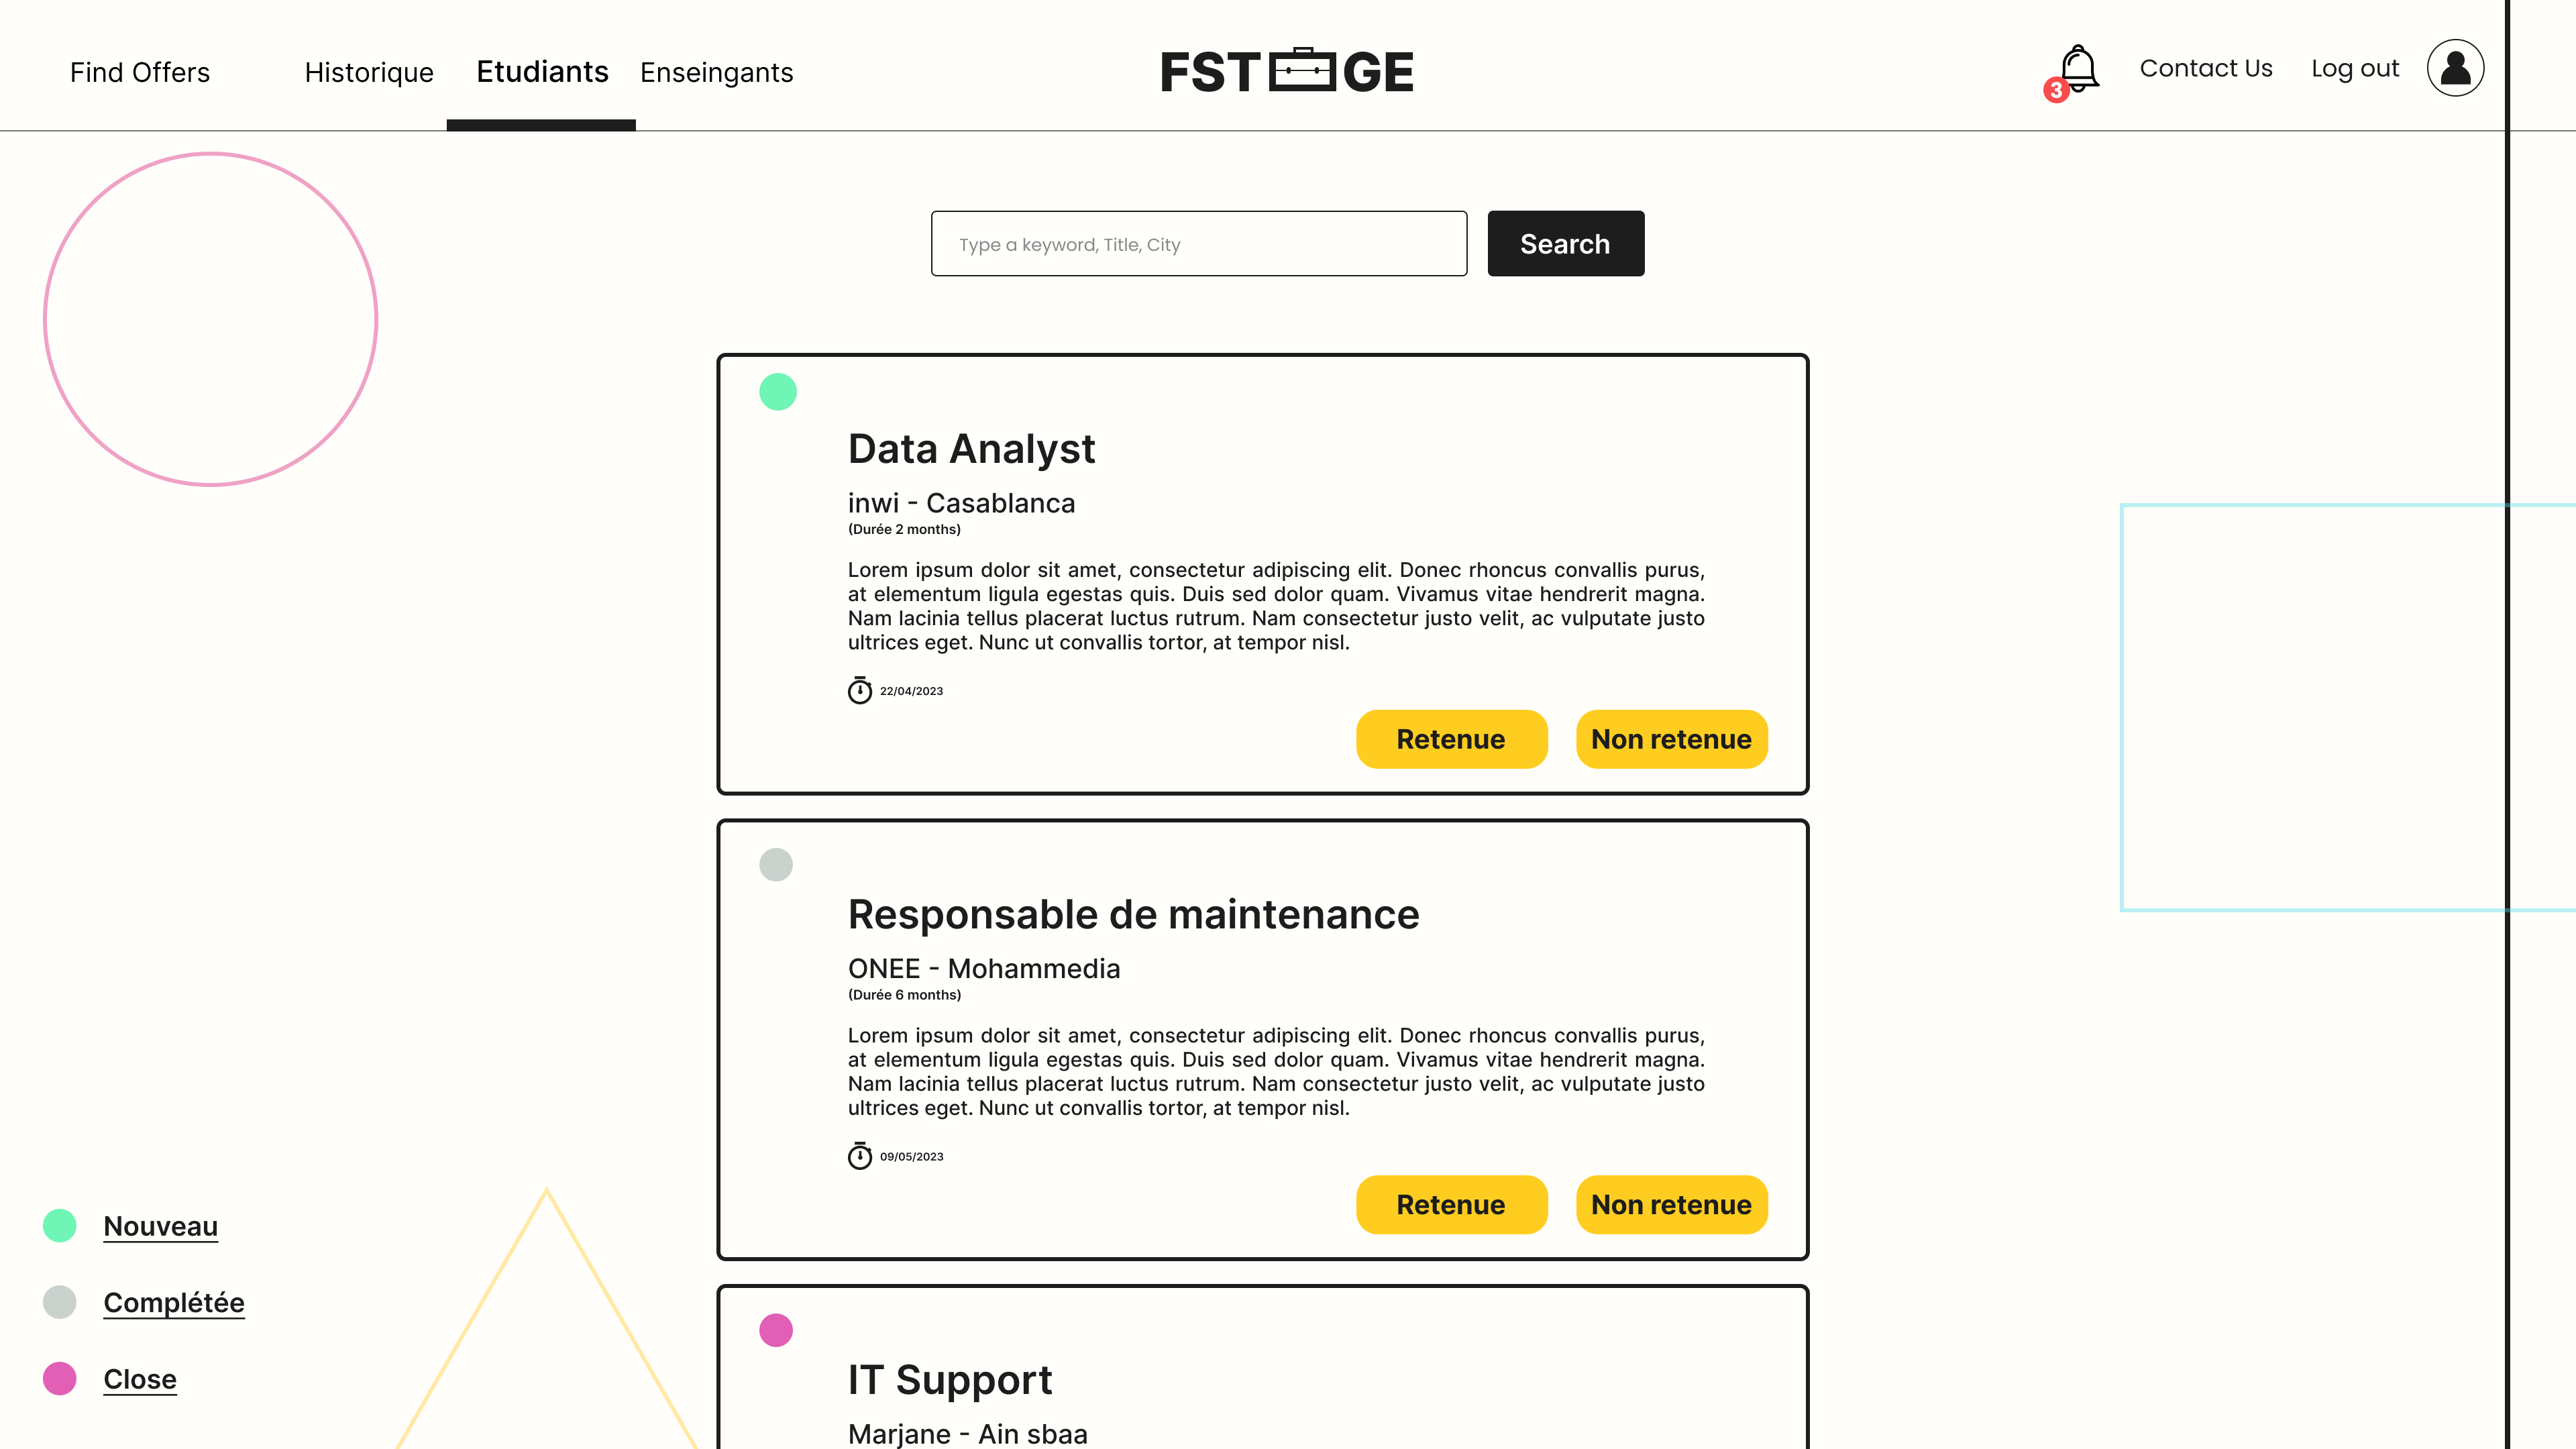 Find Offers
Historique
Etudiants
Enseingants
FST GE
3
Contact Us
Log out
Type a keyword, Title, City
Search
Data Analyst
inwi - Casablanca
(Durée 2 months)
Lorem ipsum dolor sit amet, consectetur adipiscing elit. Donec rhoncus convallis purus,
at elementum ligula egestas quis. Duis sed dolor quam. Vivamus vitae hendrerit magna.
Nam lacinia tellus placerat luctus rutrum. Nam consectetur justo velit, ac vulputate justo
ultrices eget. Nunc ut convallis tortor, at tempor nisl.
22/04/2023
Retenue
Non retenue
Responsable de maintenance
ONEE - Mohammedia
(Durée 6 months)
Lorem ipsum dolor sit amet, consectetur adipiscing elit. Donec rhoncus convallis purus,
at elementum ligula egestas quis. Duis sed dolor quam. Vivamus vitae hendrerit magna.
Nam lacinia tellus placerat luctus rutrum. Nam consectetur justo velit, ac vulputate justo
ultrices eget. Nunc ut convallis tortor, at tempor nisl.
09/05/2023
Retenue
Non retenue
IT Support
Marjane - Ain sbaa
Nouveau
Complétée
Close